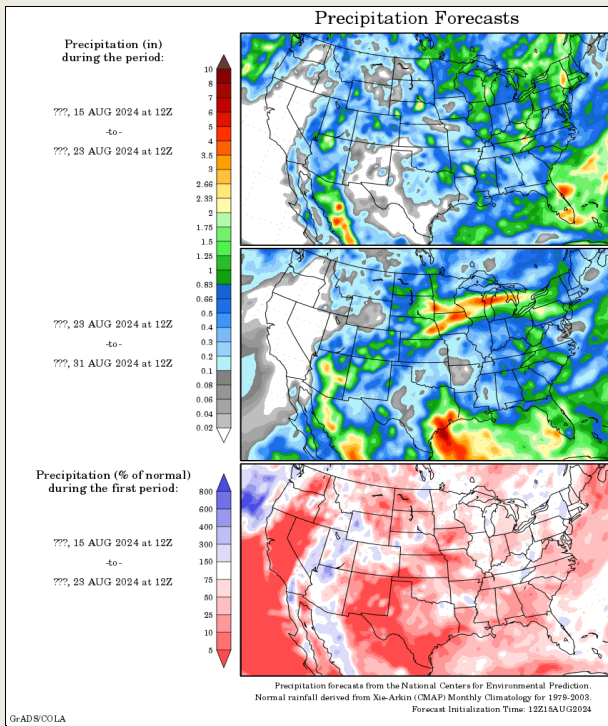 Precipitation Forecasts
Precipitation (in)
during the period:
???, 15 AUG 2024 at 12Z
-to-
???, 23 AUG 2024 at 12Z
10
8
7
6
5
4
3.5
3
2.66
2.33
2
1.75
1.5
1.25
1
0.83
0.66
0.5
0.4
0.3
0.2
0.1
0.08
0.06
0.04
0.02
???, 23 AUG 2024 at 12Z
-to-
???, 31 AUG 2024 at 12Z
Precipitation (% of normal)
during the first period:
???, 15 AUG 2024 at 12Z
-to-
???, 23 AUG 2024 at 12Z
800
600
400
300
150
75
50
25
10
5
Precipitation forecasts from the National Centers for Environmental Prediction.
Normal rainfall derived from Xie-Arkin (CMAP) Monthly Climatology for 1979-2003.
Forecast Initialization Time: 12Z15AUG2024
GrADS/COLA